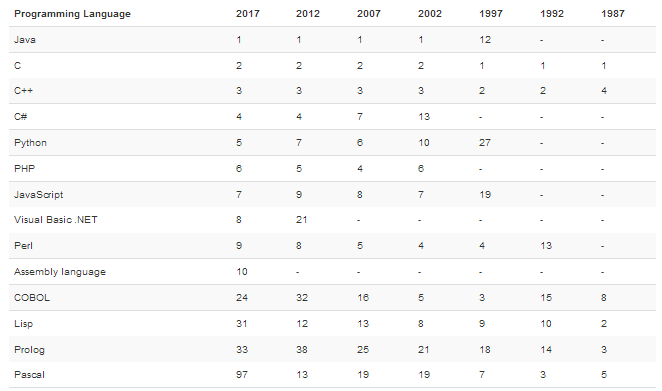 Programming Language 2017 2012 2007 2002 1997 1992 1987
Java 1 1 1 1 12 - -
C 2 2 2 2 1 1 1
C++ 3 3 3 3 2 2 4
C# 4 4 7 13 - - -
Python 5 7 6 10 27 - -
PHP 6 5 4 6 - - -
JavaScript 7 9 8 7 19 - -
Visual Basic .NET 8 21 - - - - -
Perl 9 8 5 4 4 13 -
Assembly language 10 - - - - - -
COBOL 24 32 16 5 3 15 8
Lisp 31 12 13 8 9 10 2
Prolog 33 38 25 21 18 14 3
Pascal 97 13 19 19 7 3 5